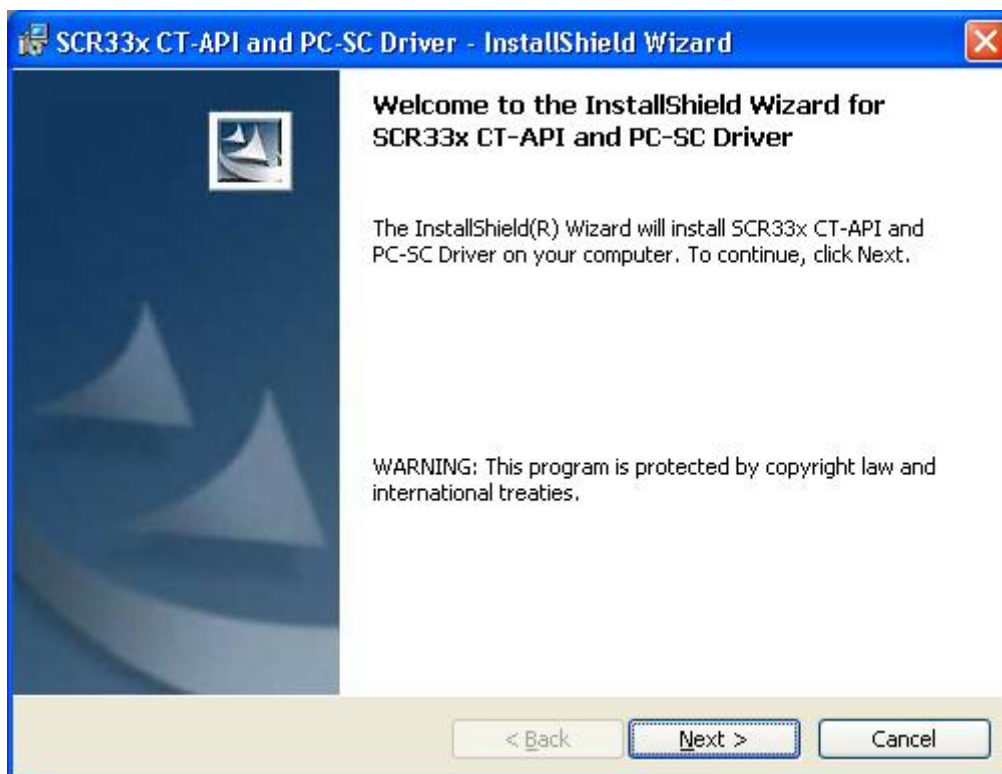 SCR33x CT-API and PC-SC Driver - InstallShield Wizard
Welcome to the InstallShield Wizard for
SCR33x CT-API and PC-SC Driver
The InstallShield(R) Wizard will install SCR33x CT-API and
PC-SC Driver on your computer. To continue, click Next.
WARNING: This program is protected by copyright law and
international treaties.
< Back
Next >
Cancel